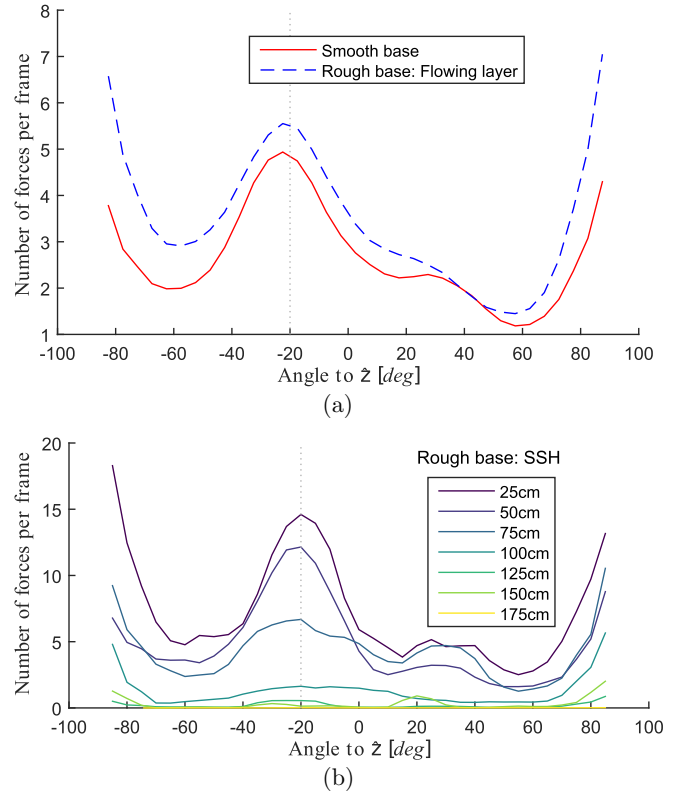 8
7
6
5
4
3
2
1
Number of forces per frame
Smooth base
Rough base: Flowing layer
-100 -80 -60 -40 -20 0 20 40 60 80 100
Angle to ẑ [deg]
(a)
20
15
10
5
0
Number of forces per frame
Rough base: SSH
25cm
50cm
75cm
100cm
125cm
150cm
175cm
-100 -80 -60 -40 -20 0 20 40 60 80 100
Angle to ẑ [deg]
(b)